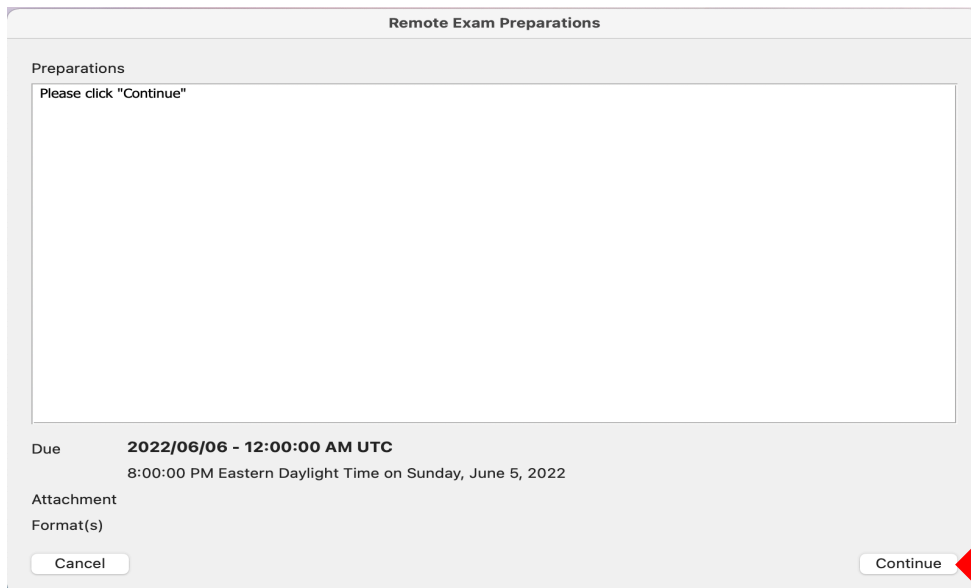 Remote Exam Preparations
Preparations
Please click "Continue"
Due 2022/06/06 - 12:00:00 AM UTC
8:00:00 PM Eastern Daylight Time on Sunday, June 5, 2022
Attachment
Format(s)
Cancel Continue